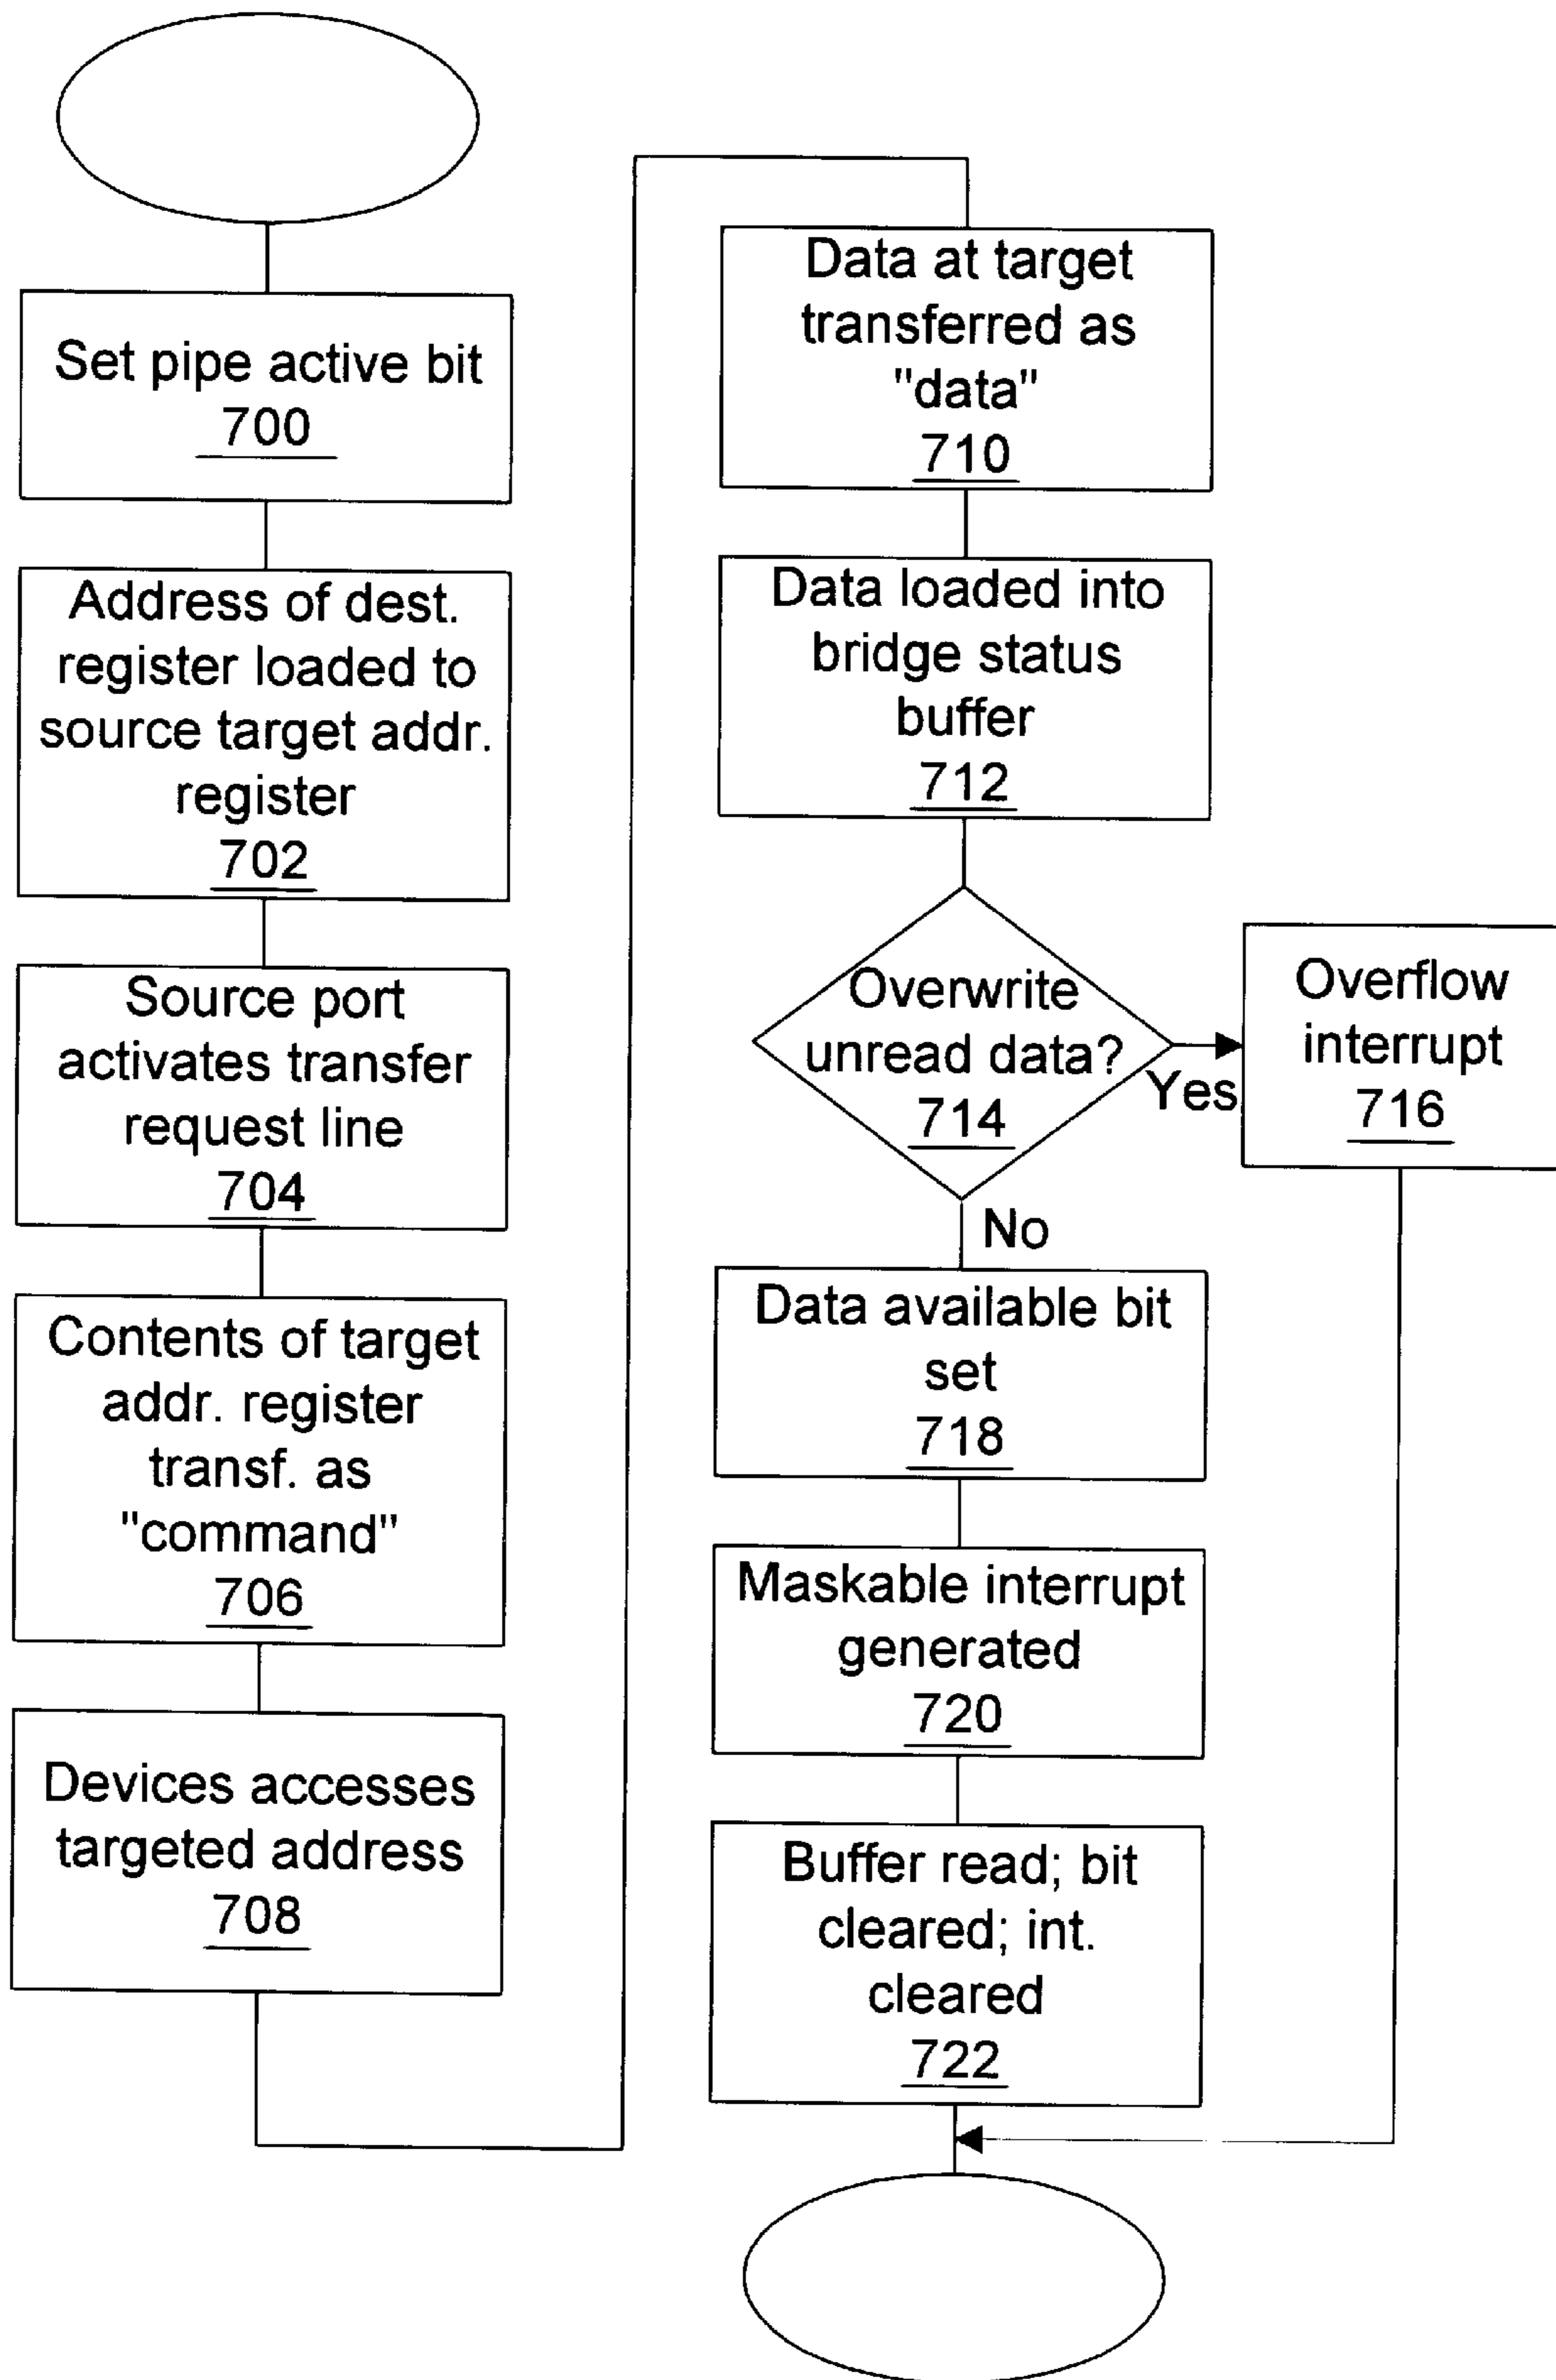 Set pipe active bit
700
Address of dest.
register loaded to
source target addr.
register
702
Source port
activates transfer
request line
704
Contents of target
addr. register
transf. as
"command"
706
Devices accesses
targeted address
708
Data at target
transferred as
"data"
710
Data loaded into
bridge status
buffer
712
Overwrite
unread data?
714
Yes
Overflow
interrupt
716
No
Data available bit
set
718
Maskable interrupt
generated
720
Buffer read; bit
cleared; int.
cleared
722